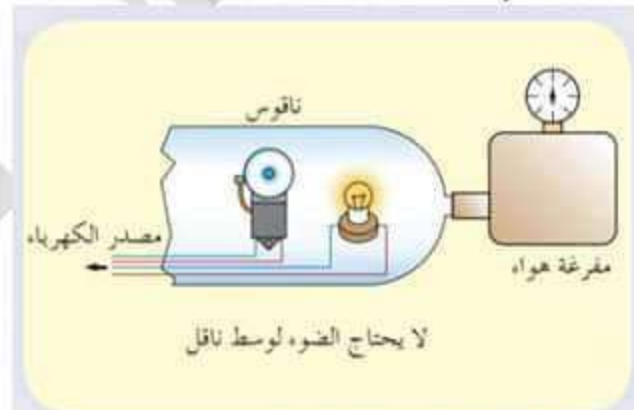 ناقوس
مصدر الكهرباء
مفرغة هواء
لا يحتاج الضوء لوسط ناقل